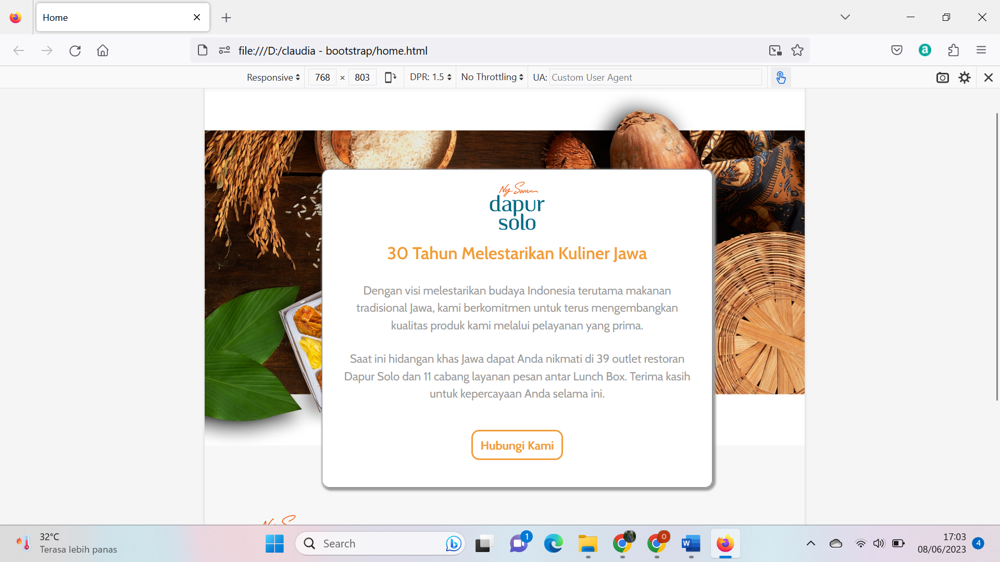 Home
file:///D:/claudia - bootstrap/home.html
Responsive 768 × 803 DPR: 1.5 No Throttling UA: Custom User Agent
Ny. Swan
dapur
solo
30 Tahun Melestarikan Kuliner Jawa
Dengan visi melestarikan budaya Indonesia terutama makanan
tradisional Jawa, kami berkomitmen untuk terus mengembangkan
kualitas produk kami melalui pelayanan yang prima.
Saat ini hidangan khas Jawa dapat Anda nikmati di 39 outlet restoran
Dapur Solo dan 11 cabang layanan pesan antar Lunch Box. Terima kasih
untuk kepercayaan Anda selama ini.
Hubungi Kami
32°C
Terasa lebih panas
Search
1
0
W
17:03
08/06/2023
4